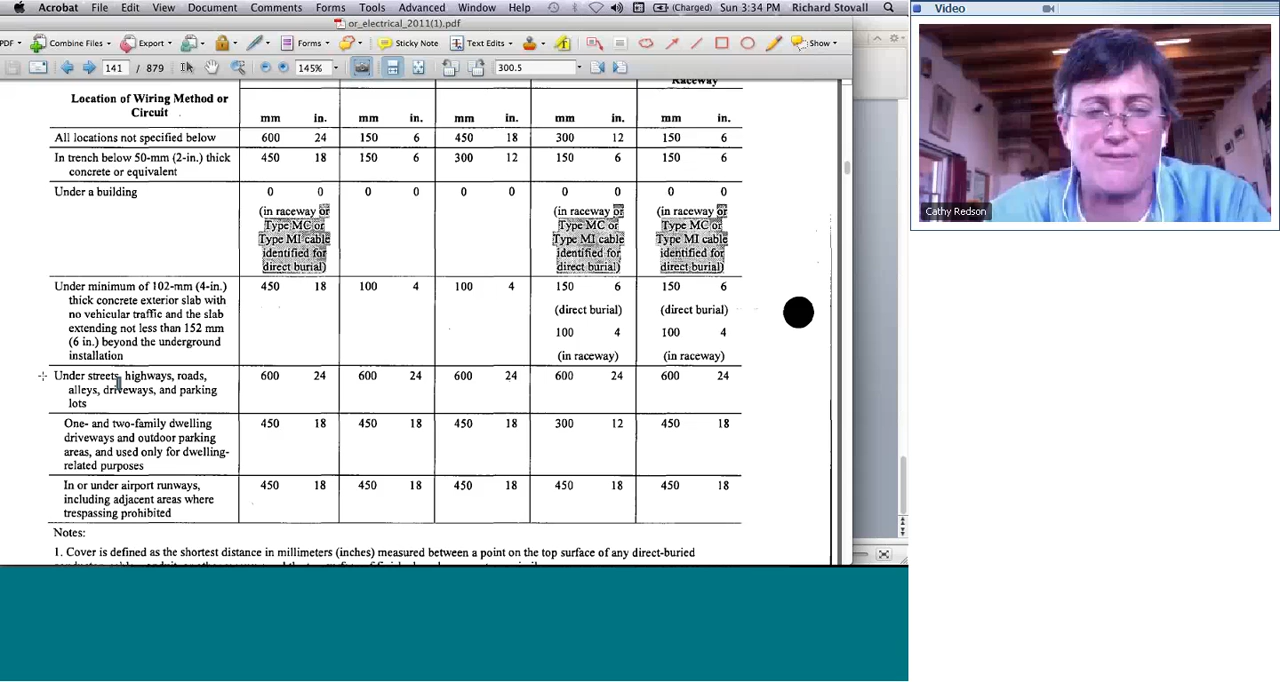 Acrobat File Edit View Document Comments Forms Tools Advanced Window Help (Charged) Sun 3:34 PM Richard Stovall
Video
or_electrical_2011(1).pdf
PDF Combine Files Export Forms Sticky Note Text Edits Show
141 / 879 145% 300.5
Raceway
Location of Wiring Method or
Circuit
mm in. mm in. mm in. mm in. mm in.
All locations not specified below 600 24 150 6 450 18 300 12 150 6
In trench below 50-mm (2-in.) thick 450 18 150 6 300 12 150 6 150 6
concrete or equivalent
Under a building 0 0 0 0 0 0 0 0 0 0
(in raceway or (in raceway or (in raceway or
Type MC or Type MC or Type MC or
Type MI cable Type MI cable Type MI cable
identified for identified for identified for
direct burial) direct burial) direct burial)
Under minimum of 102-mm (4-in.) 450 18 100 4 100 4 150 6 150 6
thick concrete exterior slab with
no vehicular traffic and the slab (direct burial) (direct burial)
extending not less than 152 mm 100 4 100 4
(6 in.) beyond the underground
installation (in raceway) (in raceway)
Under streets, highways, roads, 600 24 600 24 600 24 600 24 600 24
alleys, driveways, and parking
lots
One- and two-family dwelling 450 18 450 18 450 18 300 12 450 18
driveways and outdoor parking
areas, and used only for dwelling-
related purposes
In or under airport runways, 450 18 450 18 450 18 450 18 450 18
including adjacent areas where
trespassing prohibited
Notes:
1. Cover is defined as the shortest distance in millimeters (inches) measured between a point on the top surface of any direct-buried
Cathy Redson